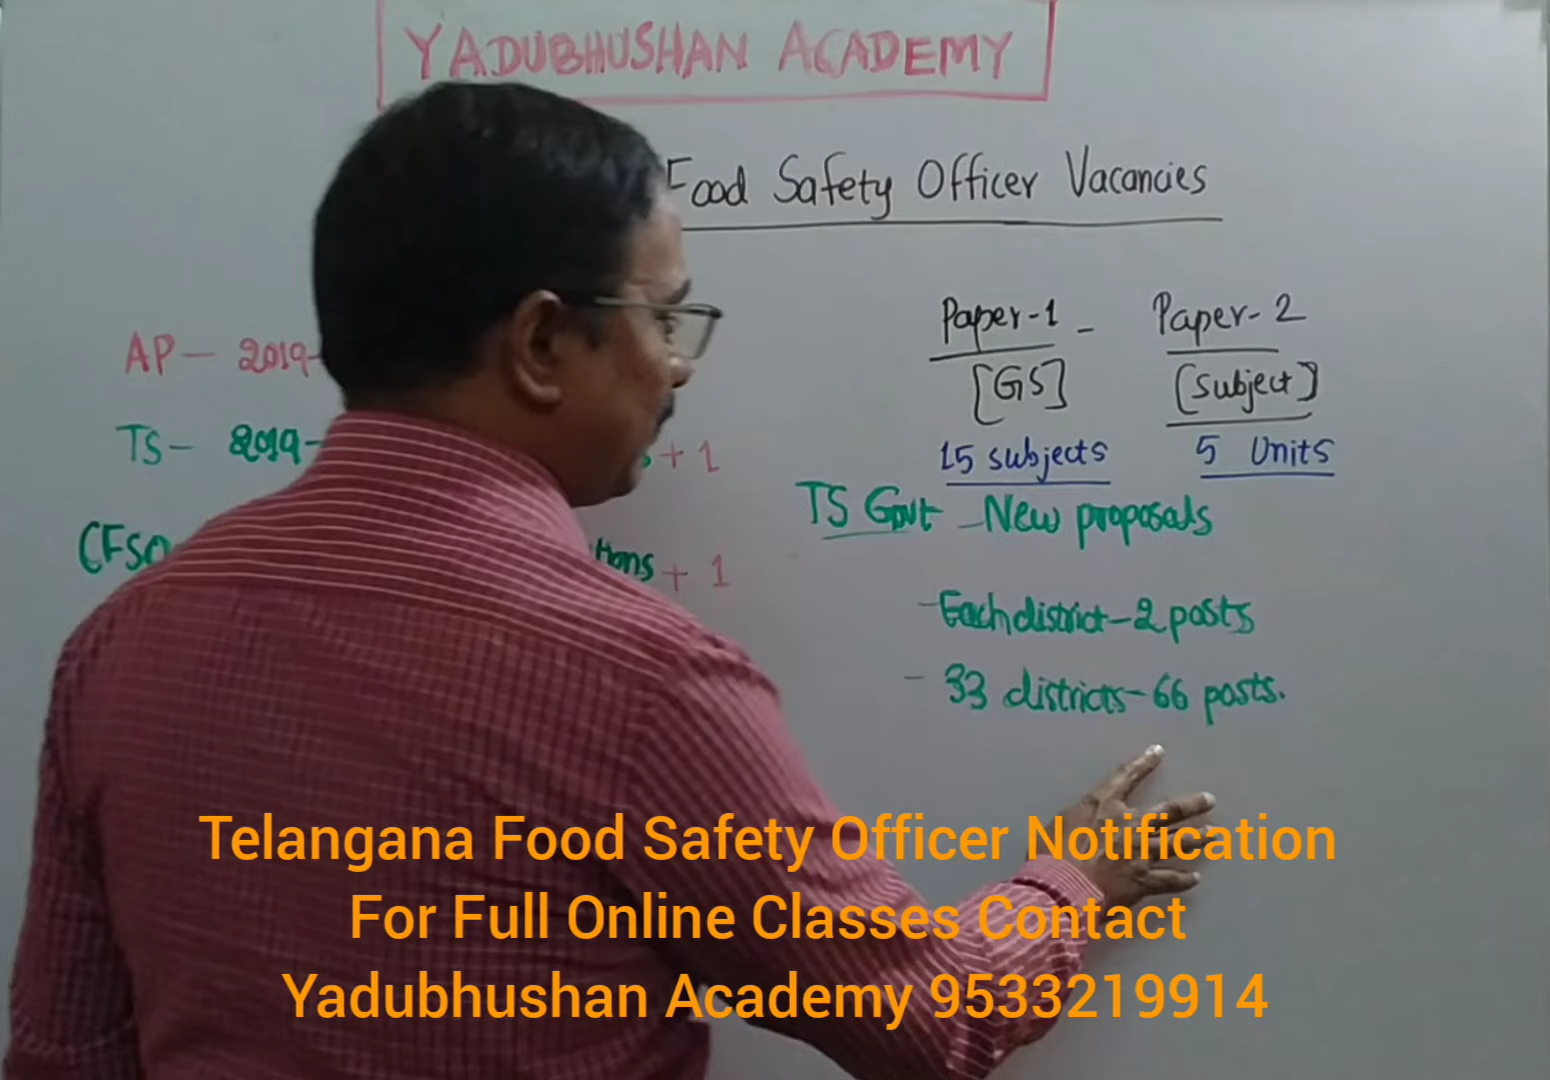 YADUBHUSHAN ACADEMY
Food Safety Officer Vacancies
Paper-1 - Paper-2
[GS] [Subject]
15 subjects 5 Units
AP - 2019-
TS - 2019- + 1
CFSO + 1
TS Govt - New proposals
- Each district - 2 posts
- 33 districts - 66 posts.
Telangana Food Safety Officer Notification
For Full Online Classes Contact
Yadubhushan Academy 9533219914